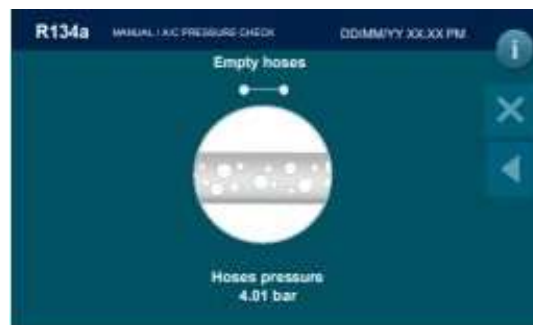 R134a MANUAL / A/C PRESSURE CHECK DD/MM/YY XX.XX PM
i
Empty hoses
Hoses pressure
4.01 bar